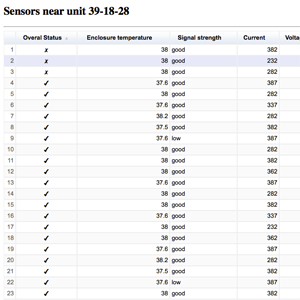 Sensors near unit 39-18-28
Overal Status Enclosure temperature Signal strength Current Volta
1 ✗ 38 good 382
2 ✗ 38 good 232
3 ✗ 38 good 282
4 ✓ 37.6 good 387
5 ✓ 38 good 282
6 ✓ 37.6 good 337
7 ✓ 38.2 good 282
8 ✓ 37.5 good 382
9 ✓ 37.6 low 387
10 ✓ 38 good 282
11 ✓ 38 good 382
12 ✓ 38 good 362
13 ✓ 37.6 good 387
14 ✓ 38 good 282
15 ✓ 38 good 382
16 ✓ 37.6 good 337
17 ✓ 38 good 232
18 ✓ 38 good 362
19 ✓ 37.6 good 387
20 ✓ 38.2 good 282
21 ✓ 37.5 good 382
22 ✓ 37.6 low 387
23 ✓ 38 good 282